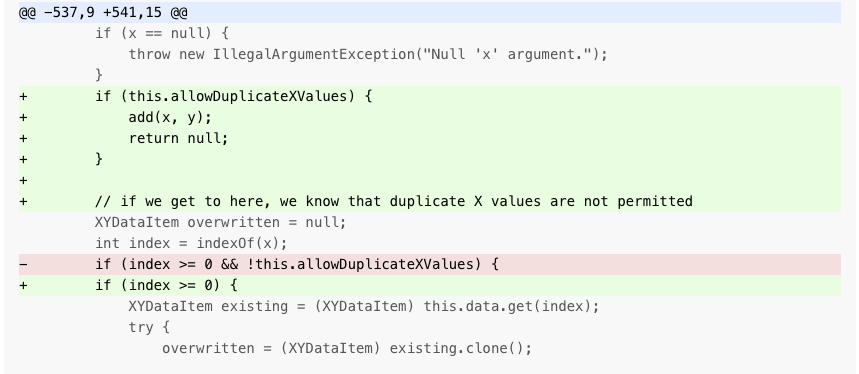 @@ -537,9 +541,15 @@
if (x == null) {
throw new IllegalArgumentException("Null 'x' argument.");
}
+ if (this.allowDuplicateXValues) {
+ add(x, y);
+ return null;
+ }
+
+ // if we get to here, we know that duplicate X values are not permitted
XYDataItem overwritten = null;
int index = indexOf(x);
- if (index >= 0 && !this.allowDuplicateXValues) {
+ if (index >= 0) {
XYDataItem existing = (XYDataItem) this.data.get(index);
try {
overwritten = (XYDataItem) existing.clone();